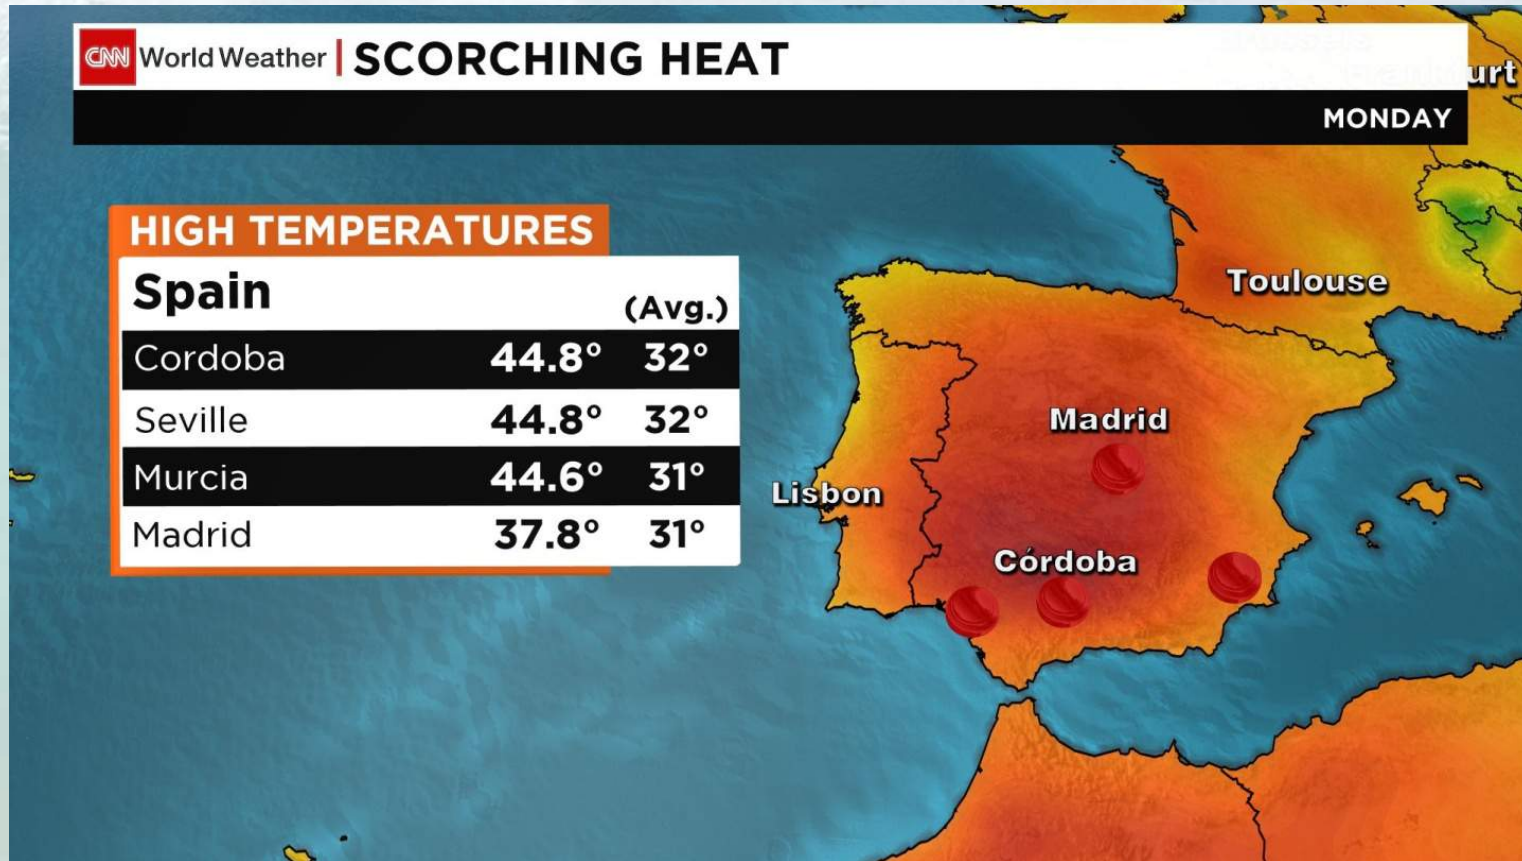 CNN World Weather | SCORCHING HEAT
MONDAY
HIGH TEMPERATURES
Spain (Avg.)
Cordoba 44.8° 32°
Seville 44.8° 32°
Murcia 44.6° 31°
Madrid 37.8° 31°
Toulouse
Madrid
Lisbon
Córdoba